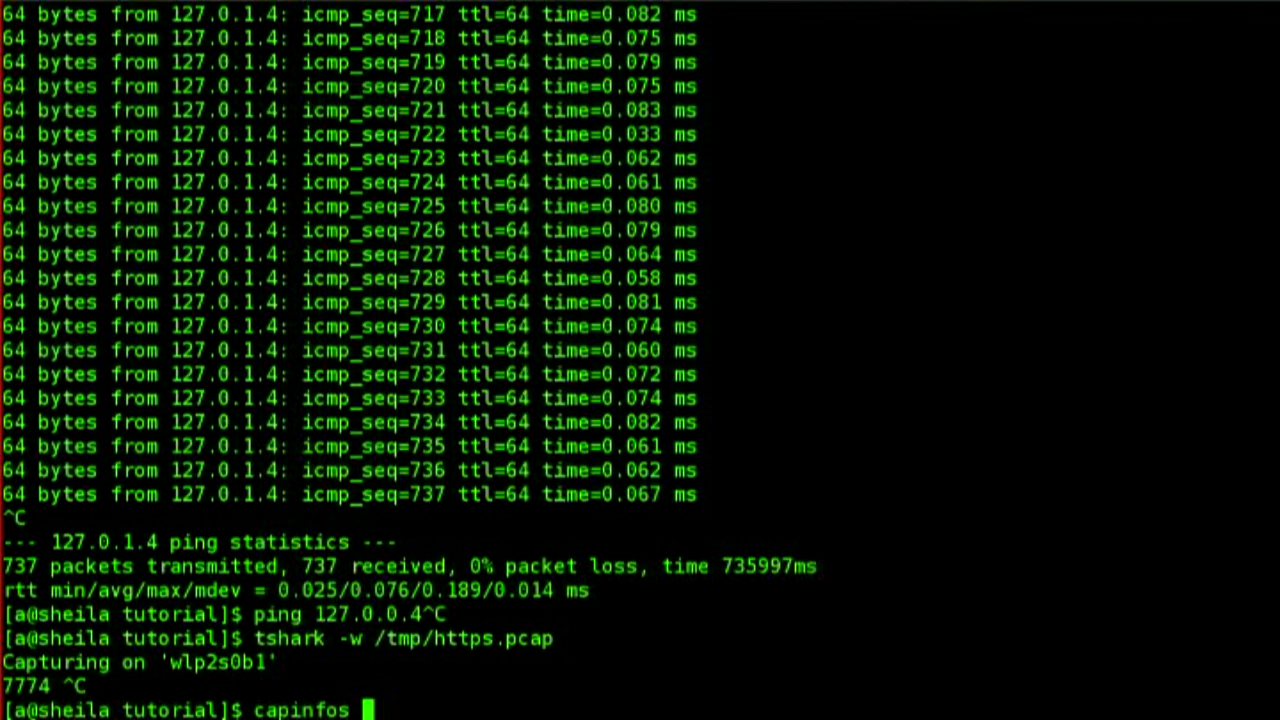 64 bytes from 127.0.1.4: icmp_seq=717 ttl=64 time=0.082 ms
64 bytes from 127.0.1.4: icmp_seq=718 ttl=64 time=0.075 ms
64 bytes from 127.0.1.4: icmp_seq=719 ttl=64 time=0.079 ms
64 bytes from 127.0.1.4: icmp_seq=720 ttl=64 time=0.075 ms
64 bytes from 127.0.1.4: icmp_seq=721 ttl=64 time=0.083 ms
64 bytes from 127.0.1.4: icmp_seq=722 ttl=64 time=0.033 ms
64 bytes from 127.0.1.4: icmp_seq=723 ttl=64 time=0.062 ms
64 bytes from 127.0.1.4: icmp_seq=724 ttl=64 time=0.061 ms
64 bytes from 127.0.1.4: icmp_seq=725 ttl=64 time=0.080 ms
64 bytes from 127.0.1.4: icmp_seq=726 ttl=64 time=0.079 ms
64 bytes from 127.0.1.4: icmp_seq=727 ttl=64 time=0.064 ms
64 bytes from 127.0.1.4: icmp_seq=728 ttl=64 time=0.058 ms
64 bytes from 127.0.1.4: icmp_seq=729 ttl=64 time=0.081 ms
64 bytes from 127.0.1.4: icmp_seq=730 ttl=64 time=0.074 ms
64 bytes from 127.0.1.4: icmp_seq=731 ttl=64 time=0.060 ms
64 bytes from 127.0.1.4: icmp_seq=732 ttl=64 time=0.072 ms
64 bytes from 127.0.1.4: icmp_seq=733 ttl=64 time=0.074 ms
64 bytes from 127.0.1.4: icmp_seq=734 ttl=64 time=0.082 ms
64 bytes from 127.0.1.4: icmp_seq=735 ttl=64 time=0.061 ms
64 bytes from 127.0.1.4: icmp_seq=736 ttl=64 time=0.062 ms
64 bytes from 127.0.1.4: icmp_seq=737 ttl=64 time=0.067 ms
^C
--- 127.0.1.4 ping statistics ---
737 packets transmitted, 737 received, 0% packet loss, time 735997ms
rtt min/avg/max/mdev = 0.025/0.076/0.189/0.014 ms
[a@sheila tutorial]$ ping 127.0.0.4^C
[a@sheila tutorial]$ tshark -w /tmp/https.pcap
Capturing on 'wlp2s0b1'
7774 ^C
[a@sheila tutorial]$ capinfos